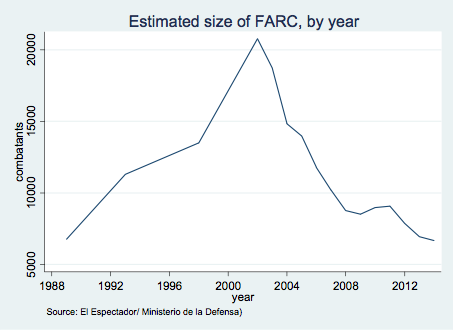 Estimated size of FARC, by year
combatants
20000
15000
10000
5000
1988 1992 1996 2000 2004 2008 2012
year
Source: El Espectador/ Ministerio de la Defensa)